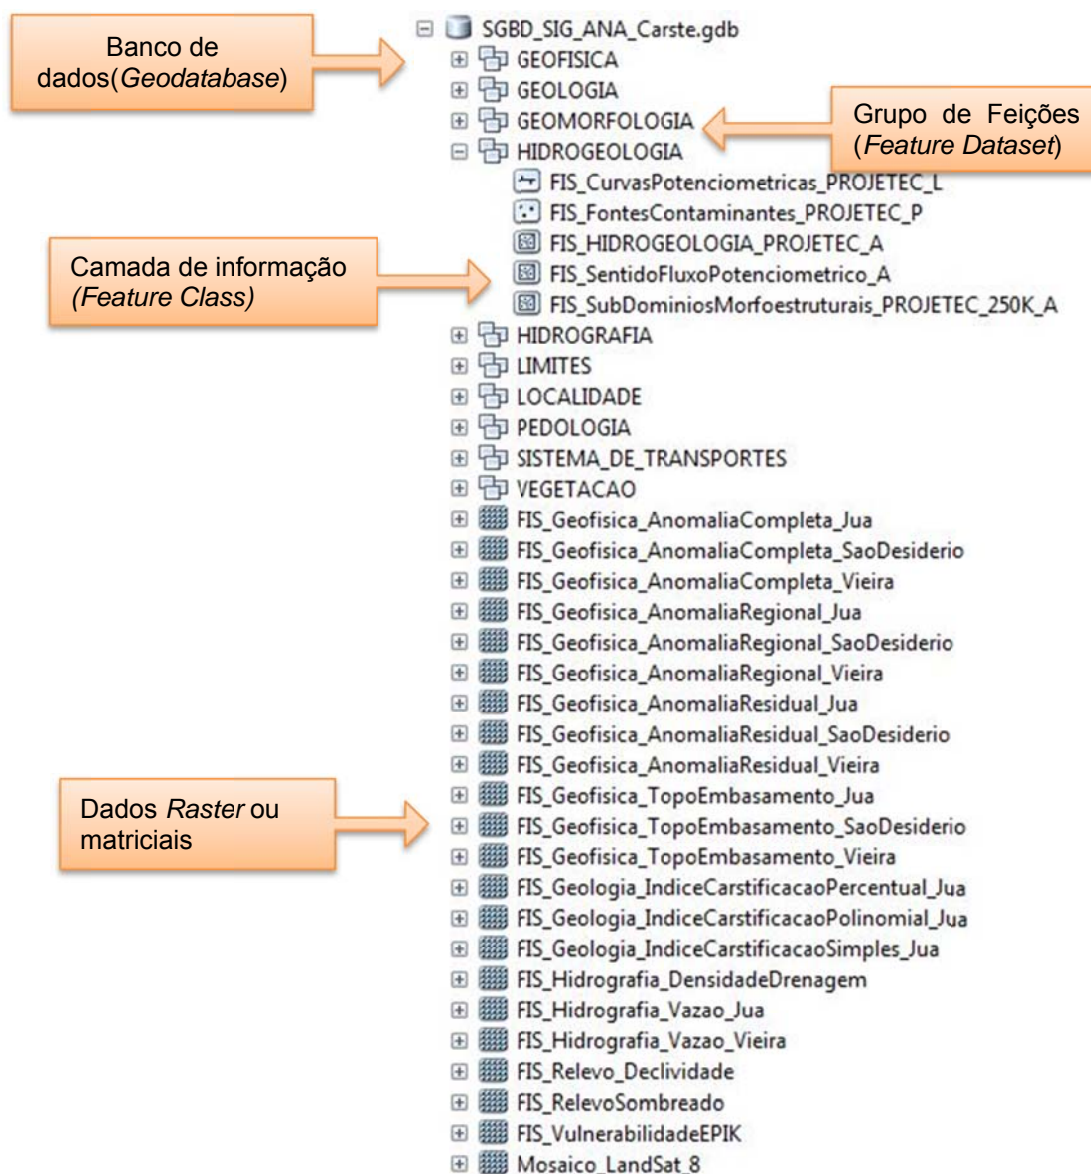 Banco de
dados(Geodatabase)
SGBD_SIG_ANA_Carste.gdb
GEOFISICA
GEOLOGIA
GEOMORFOLOGIA
Grupo de Feições
(Feature Dataset)
HIDROGEOLOGIA
FIS_CurvasPotenciometricas_PROJETEC_L
FIS_FontesContaminantes_PROJETEC_P
FIS_HIDROGEOLOGIA_PROJETEC_A
Camada de informação
(Feature Class)
FIS_SentidoFluxoPotenciometrico_A
FIS_SubDominiosMorfoestruturais_PROJETEC_250K_A
HIDROGRAFIA
LIMITES
LOCALIDADE
PEDOLOGIA
SISTEMA_DE_TRANSPORTES
VEGETACAO
FIS_Geofisica_AnomaliaCompleta_Jua
FIS_Geofisica_AnomaliaCompleta_SaoDesiderio
FIS_Geofisica_AnomaliaCompleta_Vieira
FIS_Geofisica_AnomaliaRegional_Jua
FIS_Geofisica_AnomaliaRegional_SaoDesiderio
FIS_Geofisica_AnomaliaRegional_Vieira
FIS_Geofisica_AnomaliaResidual_Jua
FIS_Geofisica_AnomaliaResidual_SaoDesiderio
FIS_Geofisica_AnomaliaResidual_Vieira
Dados Raster ou
matriciais
FIS_Geofisica_TopoEmbasamento_Jua
FIS_Geofisica_TopoEmbasamento_SaoDesiderio
FIS_Geofisica_TopoEmbasamento_Vieira
FIS_Geologia_IndiceCarstificacaoPercentual_Jua
FIS_Geologia_IndiceCarstificacaoPolinomial_Jua
FIS_Geologia_IndiceCarstificacaoSimples_Jua
FIS_Hidrografia_DensidadeDrenagem
FIS_Hidrografia_Vazao_Jua
FIS_Hidrografia_Vazao_Vieira
FIS_Relevo_Declividade
FIS_RelevoSombreado
FIS_VulnerabilidadeEPIK
Mosaico_LandSat_8